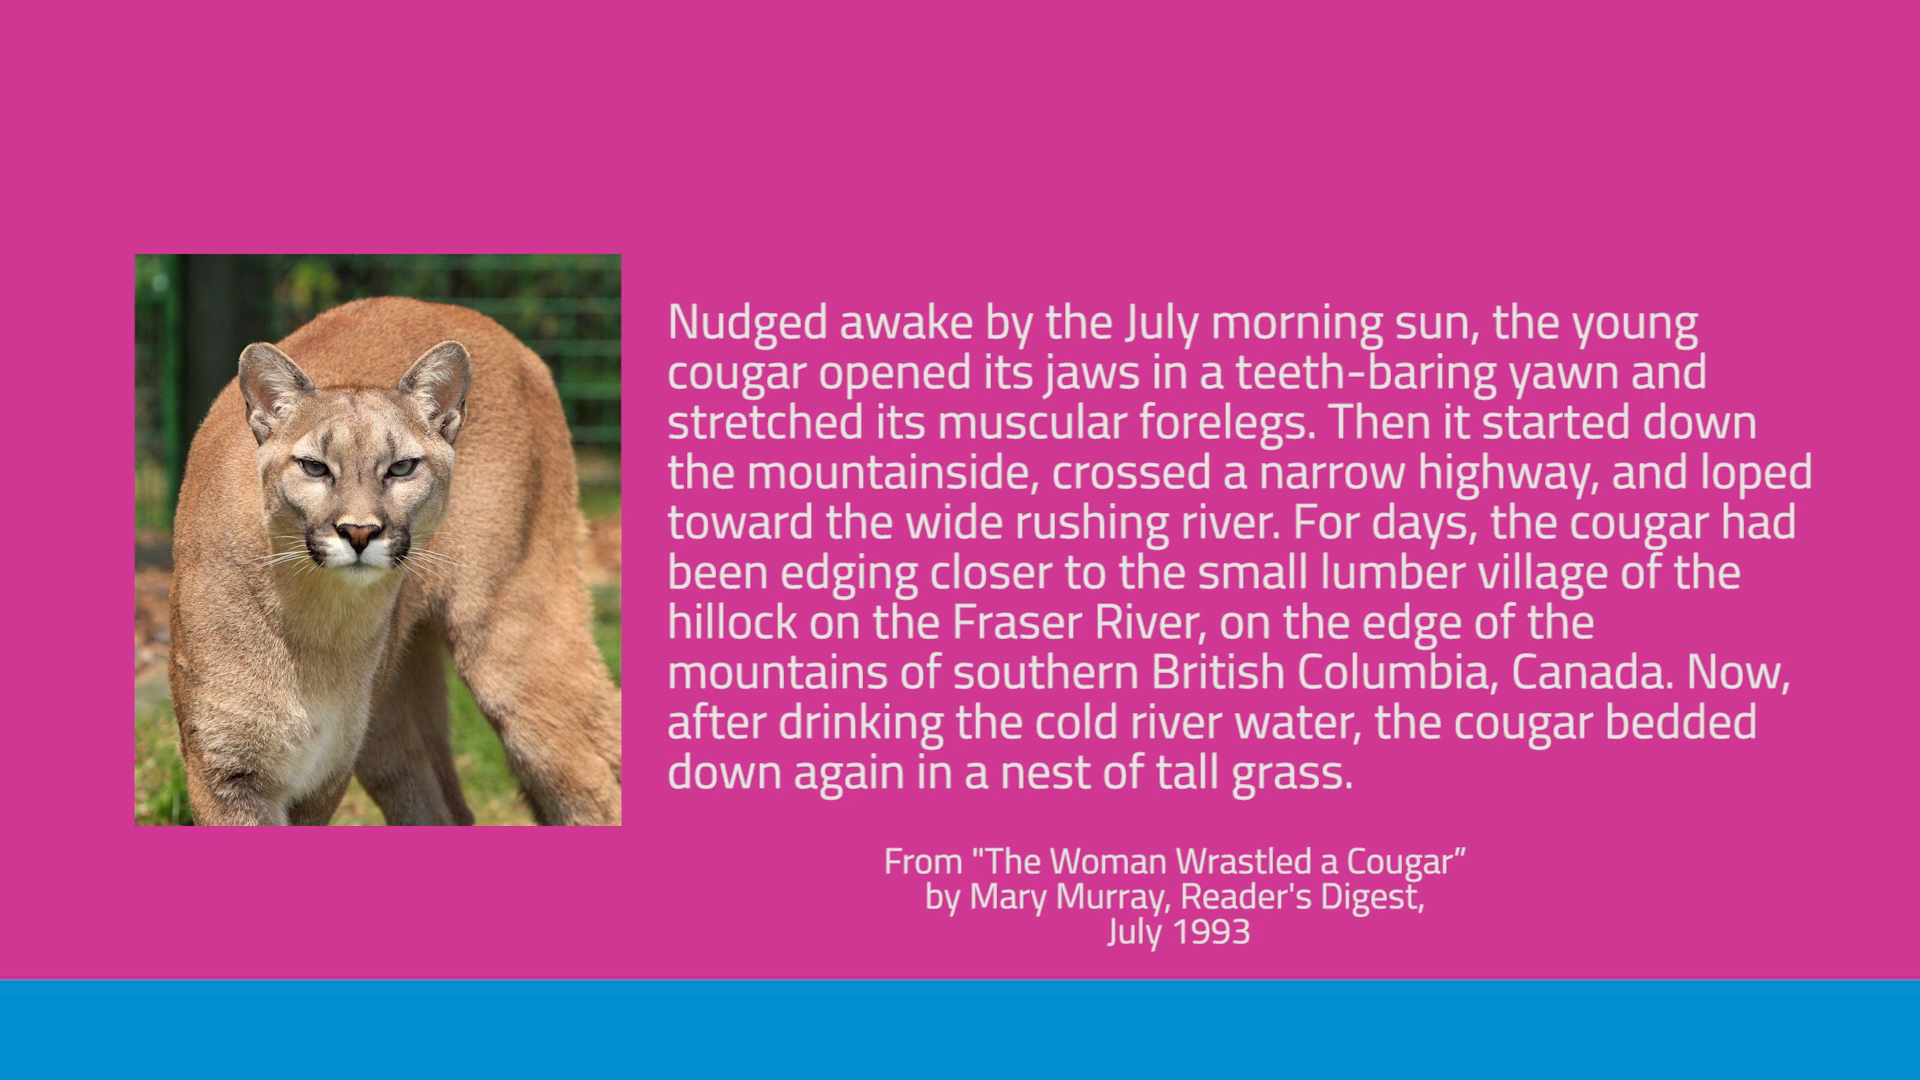 Nudged awake by the July morning sun, the young
cougar opened its jaws in a teeth-baring yawn and
stretched its muscular forelegs. Then it started down
the mountainside, crossed a narrow highway, and loped
toward the wide rushing river. For days, the cougar had
been edging closer to the small lumber village of the
hillock on the Fraser River, on the edge of the
mountains of southern British Columbia, Canada. Now,
after drinking the cold river water, the cougar bedded
down again in a nest of tall grass.
From "The Woman Wrastled a Cougar”
by Mary Murray, Reader's Digest,
July 1993